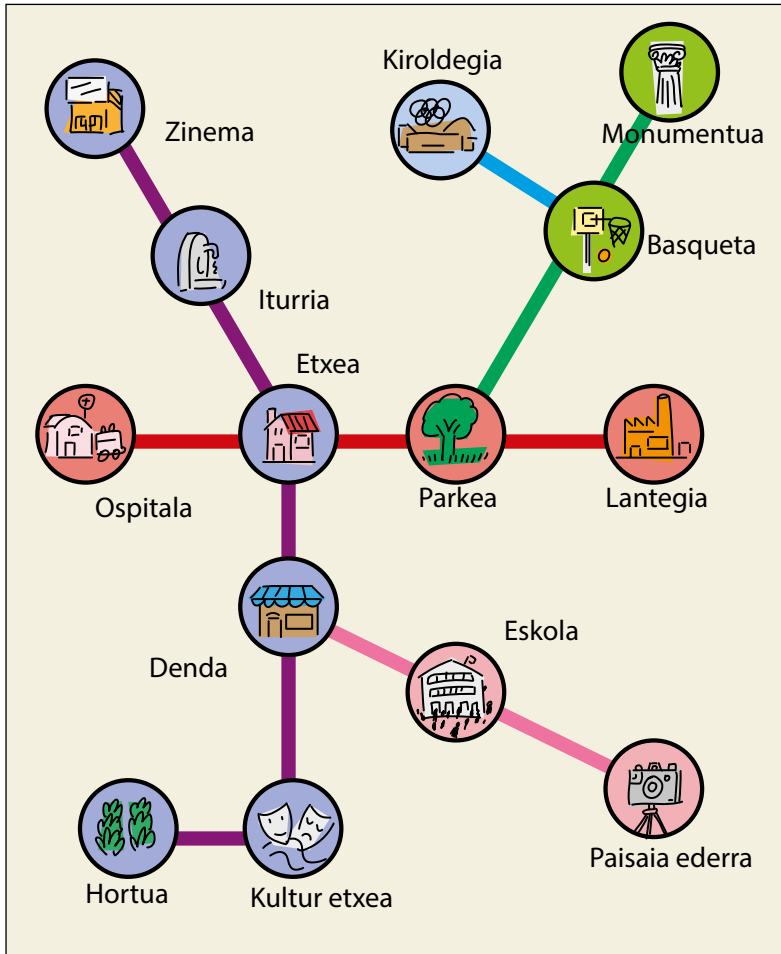 Kiroldegia
Monumentua
Zinema
Basqueta
Iturria
Etxea
Ospitala
Parkea
Lantegia
Eskola
Denda
Paisaia ederra
Hortua
Kultur etxea